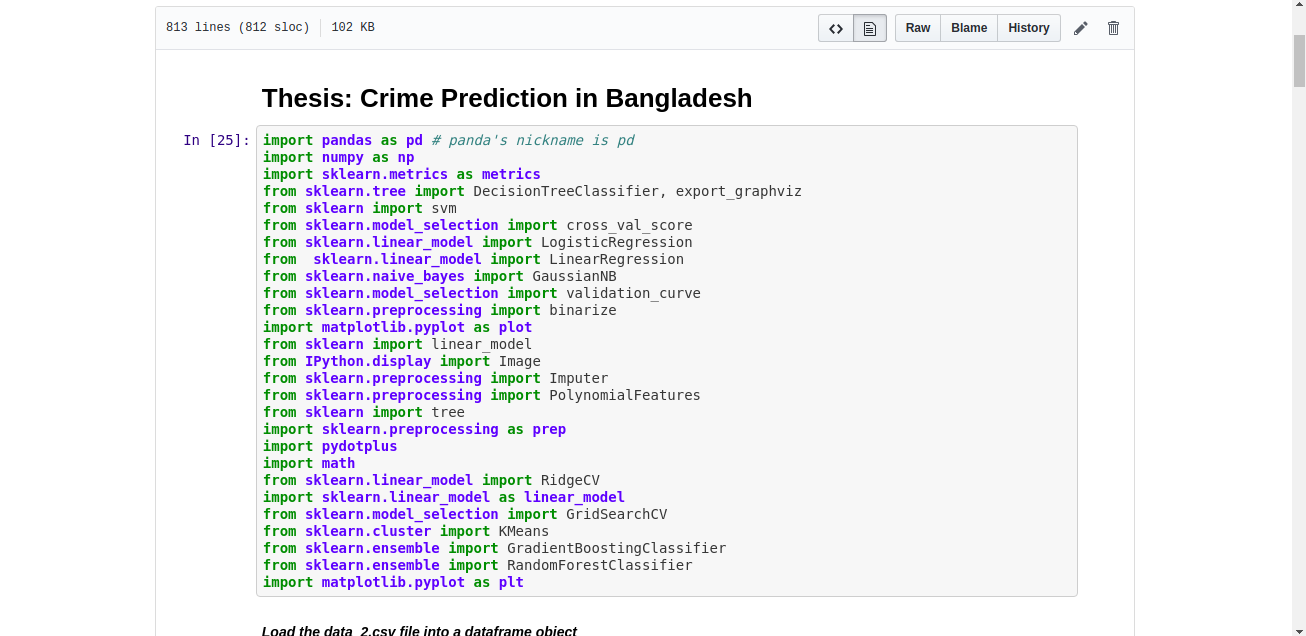 813 lines (812 sloc) 102 KB <> Raw Blame History
Thesis: Crime Prediction in Bangladesh
In [25]: import pandas as pd # panda's nickname is pd
import numpy as np
import sklearn.metrics as metrics
from sklearn.tree import DecisionTreeClassifier, export_graphviz
from sklearn import svm
from sklearn.model_selection import cross_val_score
from sklearn.linear_model import LogisticRegression
from  sklearn.linear_model import LinearRegression
from sklearn.naive_bayes import GaussianNB
from sklearn.model_selection import validation_curve
from sklearn.preprocessing import binarize
import matplotlib.pyplot as plot
from sklearn import linear_model
from IPython.display import Image
from sklearn.preprocessing import Imputer
from sklearn.preprocessing import PolynomialFeatures
from sklearn import tree
import sklearn.preprocessing as prep
import pydotplus
import math
from sklearn.linear_model import RidgeCV
import sklearn.linear_model as linear_model
from sklearn.model_selection import GridSearchCV
from sklearn.cluster import KMeans
from sklearn.ensemble import GradientBoostingClassifier
from sklearn.ensemble import RandomForestClassifier
import matplotlib.pyplot as plt
Load the data_2.csv file into a dataframe object